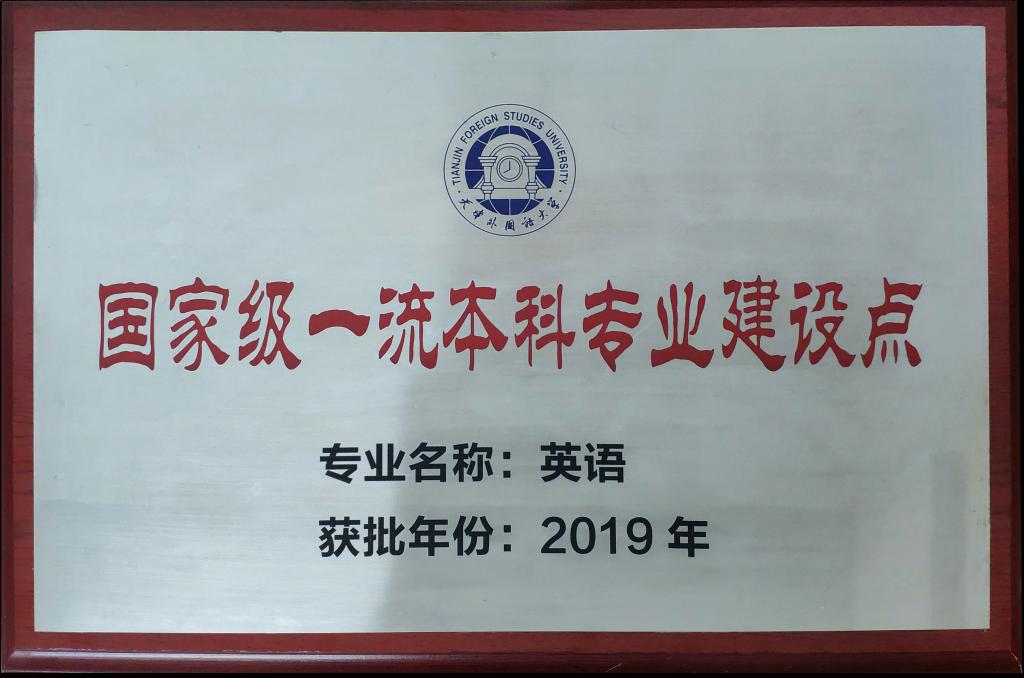 TIANJIN FOREIGN STUDIES UNIVERSITY
天津外国语大学
国家级一流本科专业建设点
专业名称：英语
获批年份：2019 年